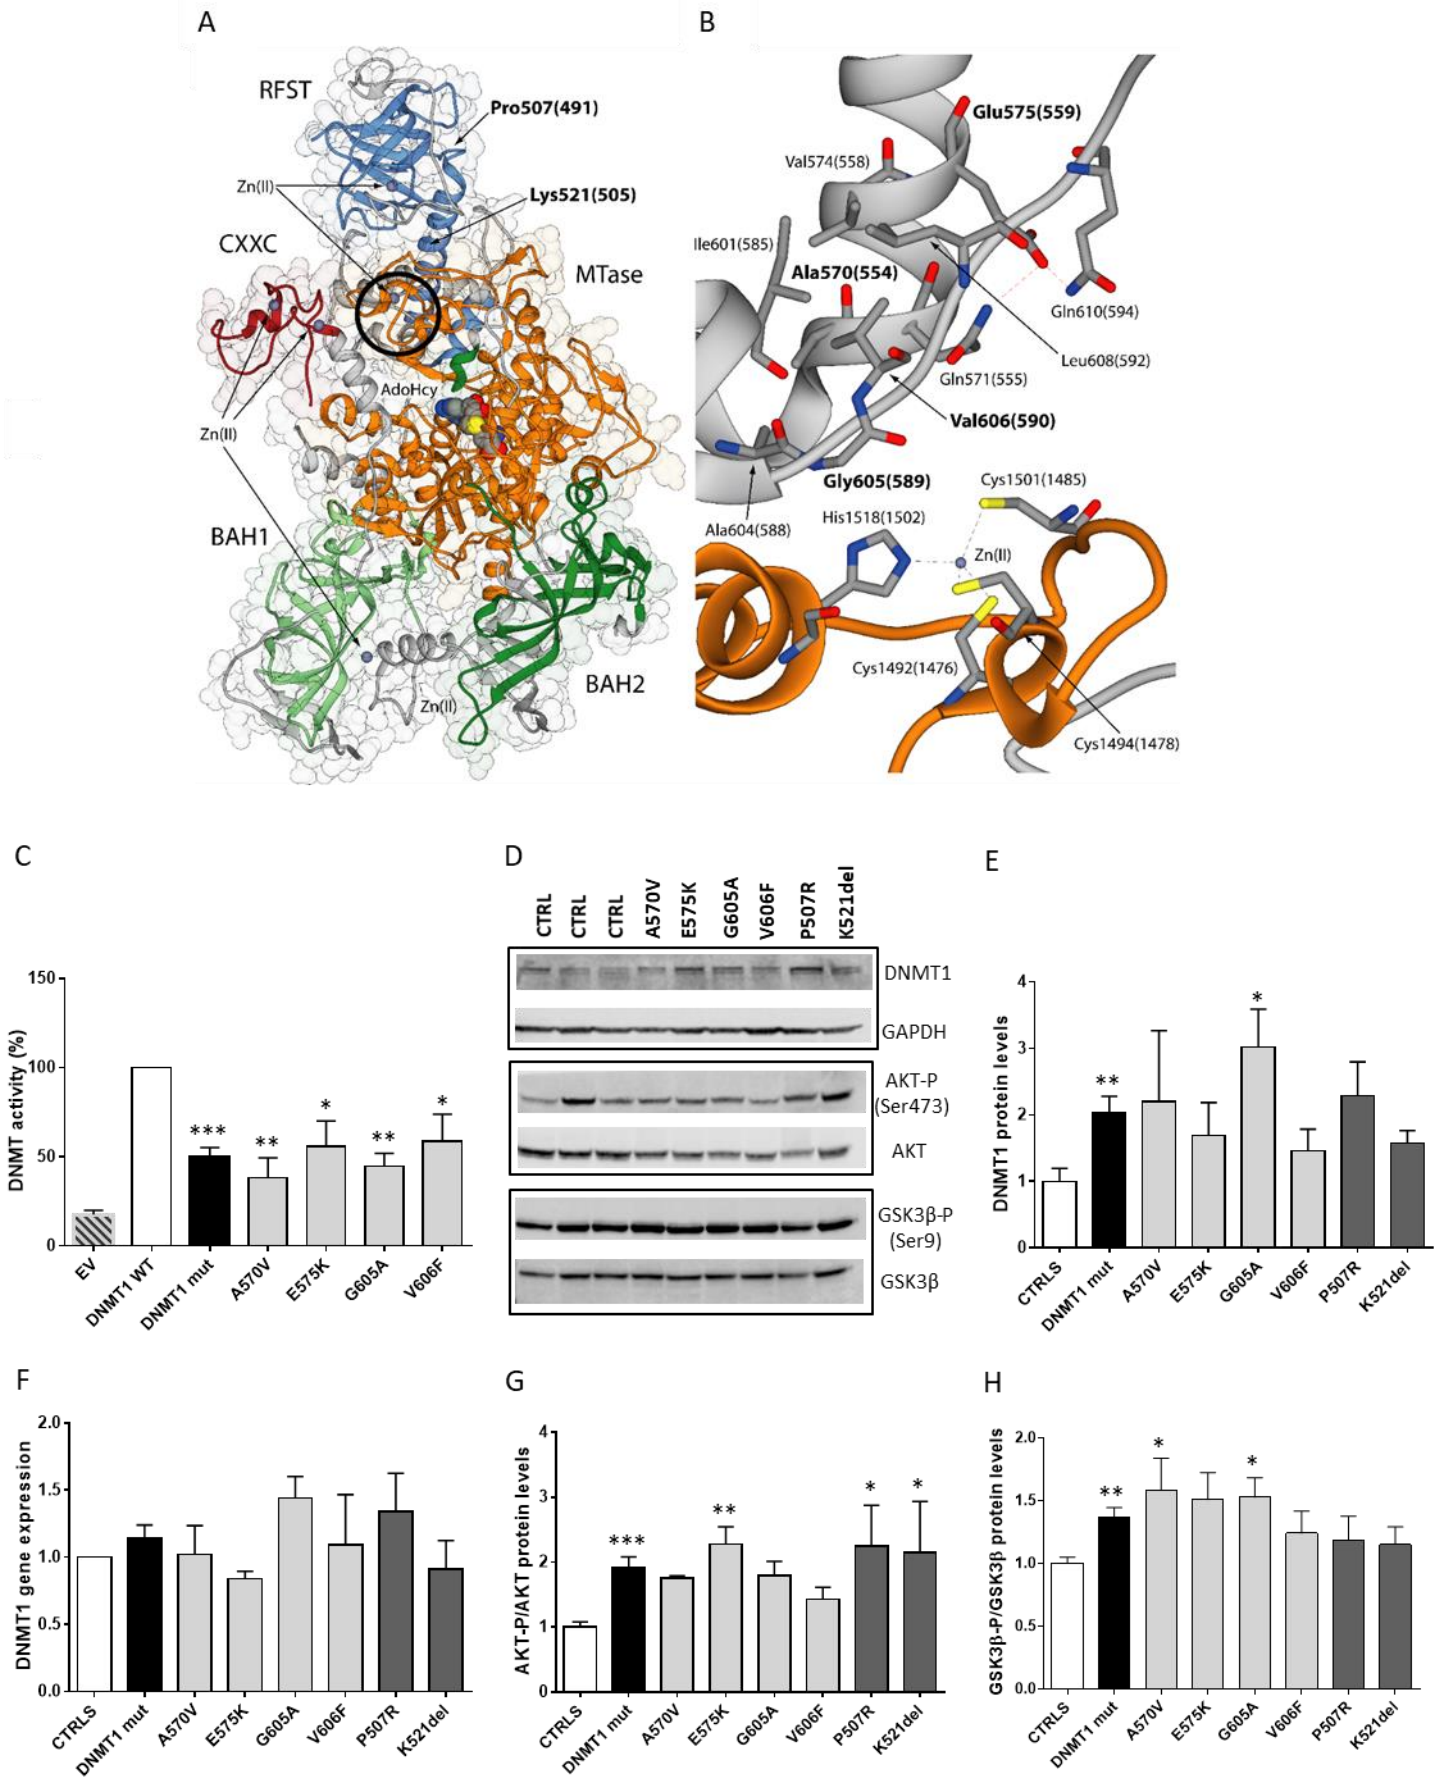 A
B
RFST
Pro507(491)
Zn(II)
Lys521(505)
CXXC
MTase
AdoHcy
Zn(II)
BAH1
BAH2
Zn(II)
Glu575(559)
Val574(558)
Ile601(585)
Ala570(554)
Gln610(594)
Leu608(592)
Gln571(555)
Val606(590)
Gly605(589)
Cys1501(1485)
Ala604(588)
His1518(1502)
Zn(II)
Cys1492(1476)
Cys1494(1478)
C
DNMT activity (%)
150
100
50
0
***
**
*
**
*
EV
DNMT1 WT
DNMT1 mut
A570V
E575K
G605A
V606F
D
CTRL
CTRL
CTRL
A570V
E575K
G605A
V606F
P507R
K521del
DNMT1
GAPDH
AKT-P
(Ser473)
AKT
GSK3β-P
(Ser9)
GSK3β
E
DNMT1 protein levels
4
3
2
1
0
**
*
CTRLS
DNMT1 mut
A570V
E575K
G605A
V606F
P507R
K521del
F
DNMT1 gene expression
2.0
1.5
1.0
0.5
0.0
CTRLS
DNMT1 mut
A570V
E575K
G605A
V606F
P507R
K521del
G
AKT-P/AKT protein levels
4
3
2
1
0
***
**
*
*
CTRLS
DNMT1 mut
A570V
E575K
G605A
V606F
P507R
K521del
H
GSK3β-P/GSK3β protein levels
2.0
1.5
1.0
0.5
0.0
**
*
*
CTRLS
DNMT1 mut
A570V
E575K
G605A
V606F
P507R
K521del